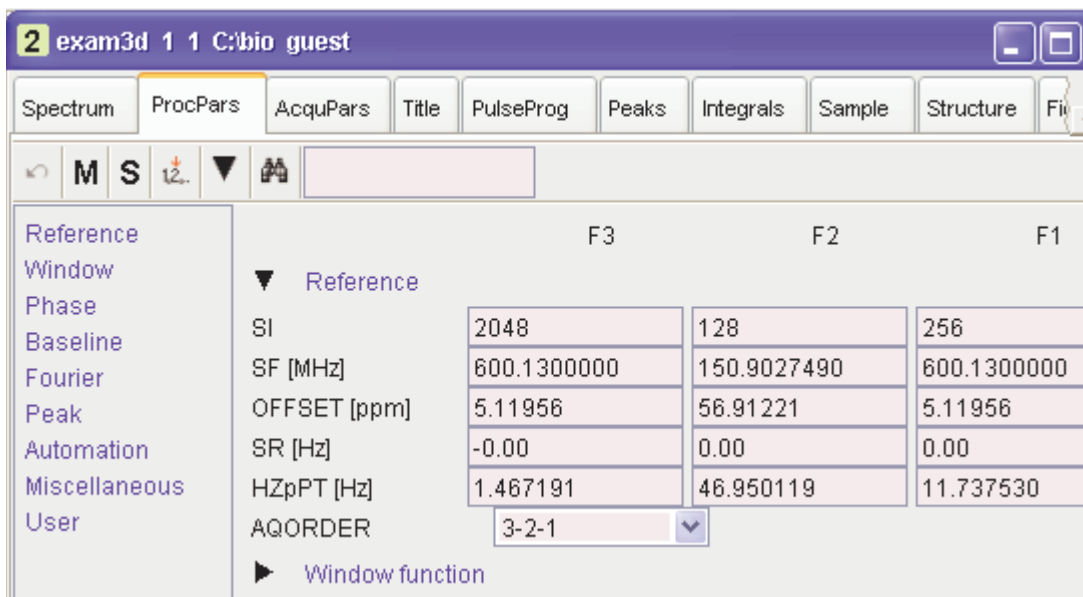 2 exam3d 1 1 C:\bio guest
Spectrum ProcPars AcquPars Title PulseProg Peaks Integrals Sample Structure
M S 12..
F3 F2 F1
Reference
Window
Phase
Baseline
Fourier
Peak
Automation
Miscellaneous
User
Reference
SI 2048 128 256
SF [MHz] 600.1300000 150.9027490 600.1300000
OFFSET [ppm] 5.11956 56.91221 5.11956
SR [Hz] -0.00 0.00 0.00
HZpPT [Hz] 1.467191 46.950119 11.737530
AQORDER 3-2-1
Window function